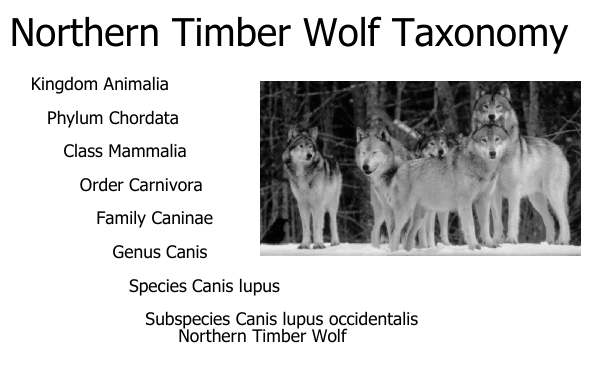 Northern Timber Wolf Taxonomy
Kingdom Animalia
Phylum Chordata
Class Mammalia
Order Carnivora
Family Caninae
Genus Canis
Species Canis lupus
Subspecies Canis lupus occidentalis
Northern Timber Wolf